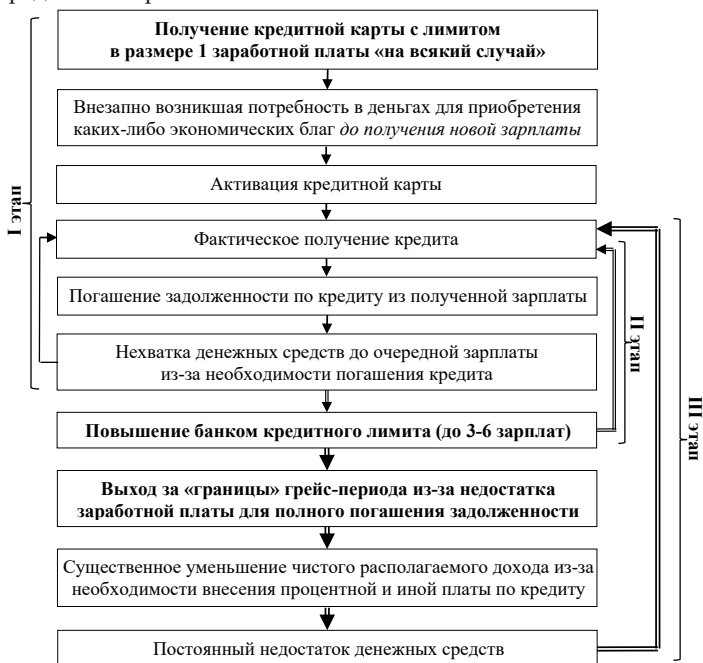 Получение кредитной карты с лимитом
в размере 1 заработной платы «на всякий случай»
Внезапно возникшая потребность в деньгах для приобретения
каких-либо экономических благ до получения новой зарплаты
Активация кредитной карты
Фактическое получение кредита
Погашение задолженности по кредиту из полученной зарплаты
Нехватка денежных средств до очередной зарплаты
из-за необходимости погашения кредита
Повышение банком кредитного лимита (до 3-6 зарплат)
Выход за «границы» грейс-периода из-за недостатка
заработной платы для полного погашения задолженности
Существенное уменьшение чистого располагаемого дохода из-за
необходимости внесения процентной и иной платы по кредиту
Постоянный недостаток денежных средств
I этап
II этап
III этап